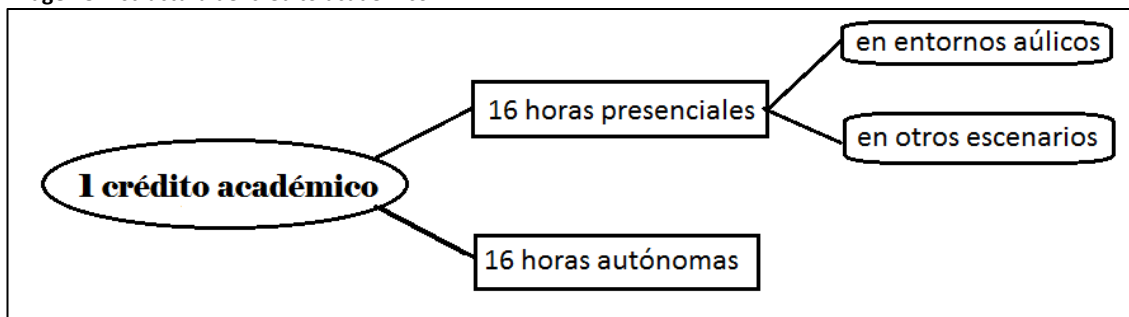 en entornos aúlicos
16 horas presenciales
en otros escenarios
1 crédito académico
16 horas autónomas